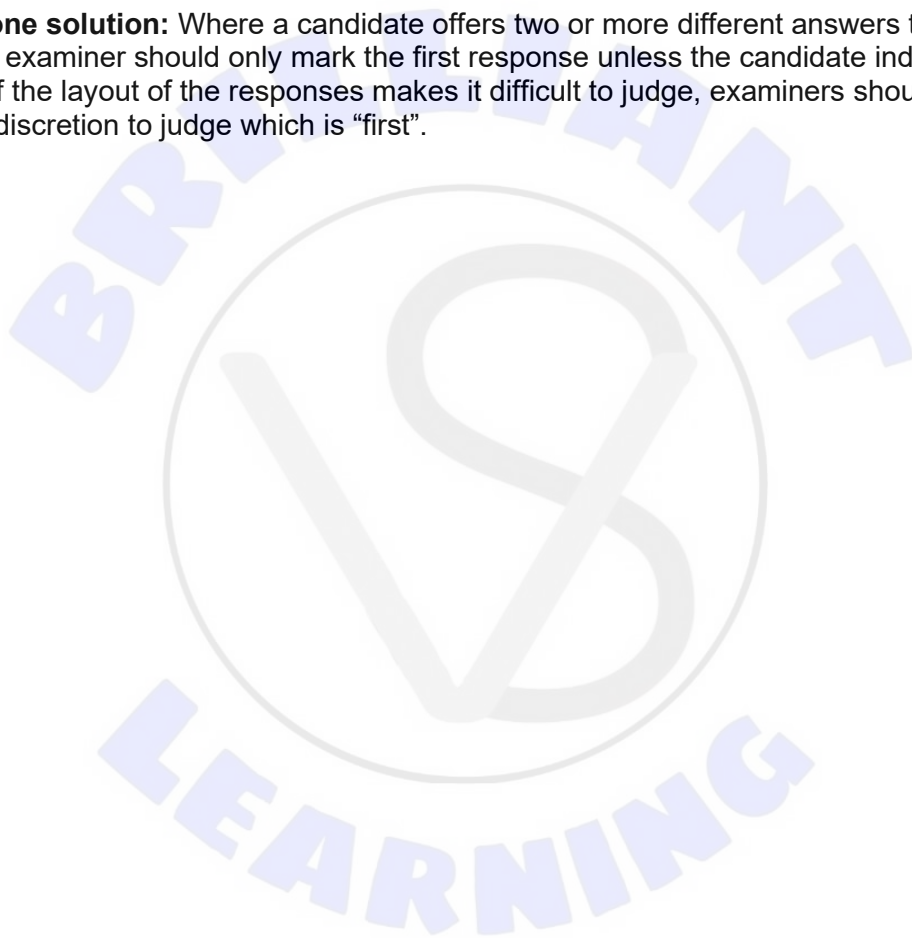 one solution: Where a candidate offers two or more different answers t
examiner should only mark the first response unless the candidate ind
f the layout of the responses makes it difficult to judge, examiners shou
discretion to judge which is “first”.
BRILLIANT
VS
LEARNING